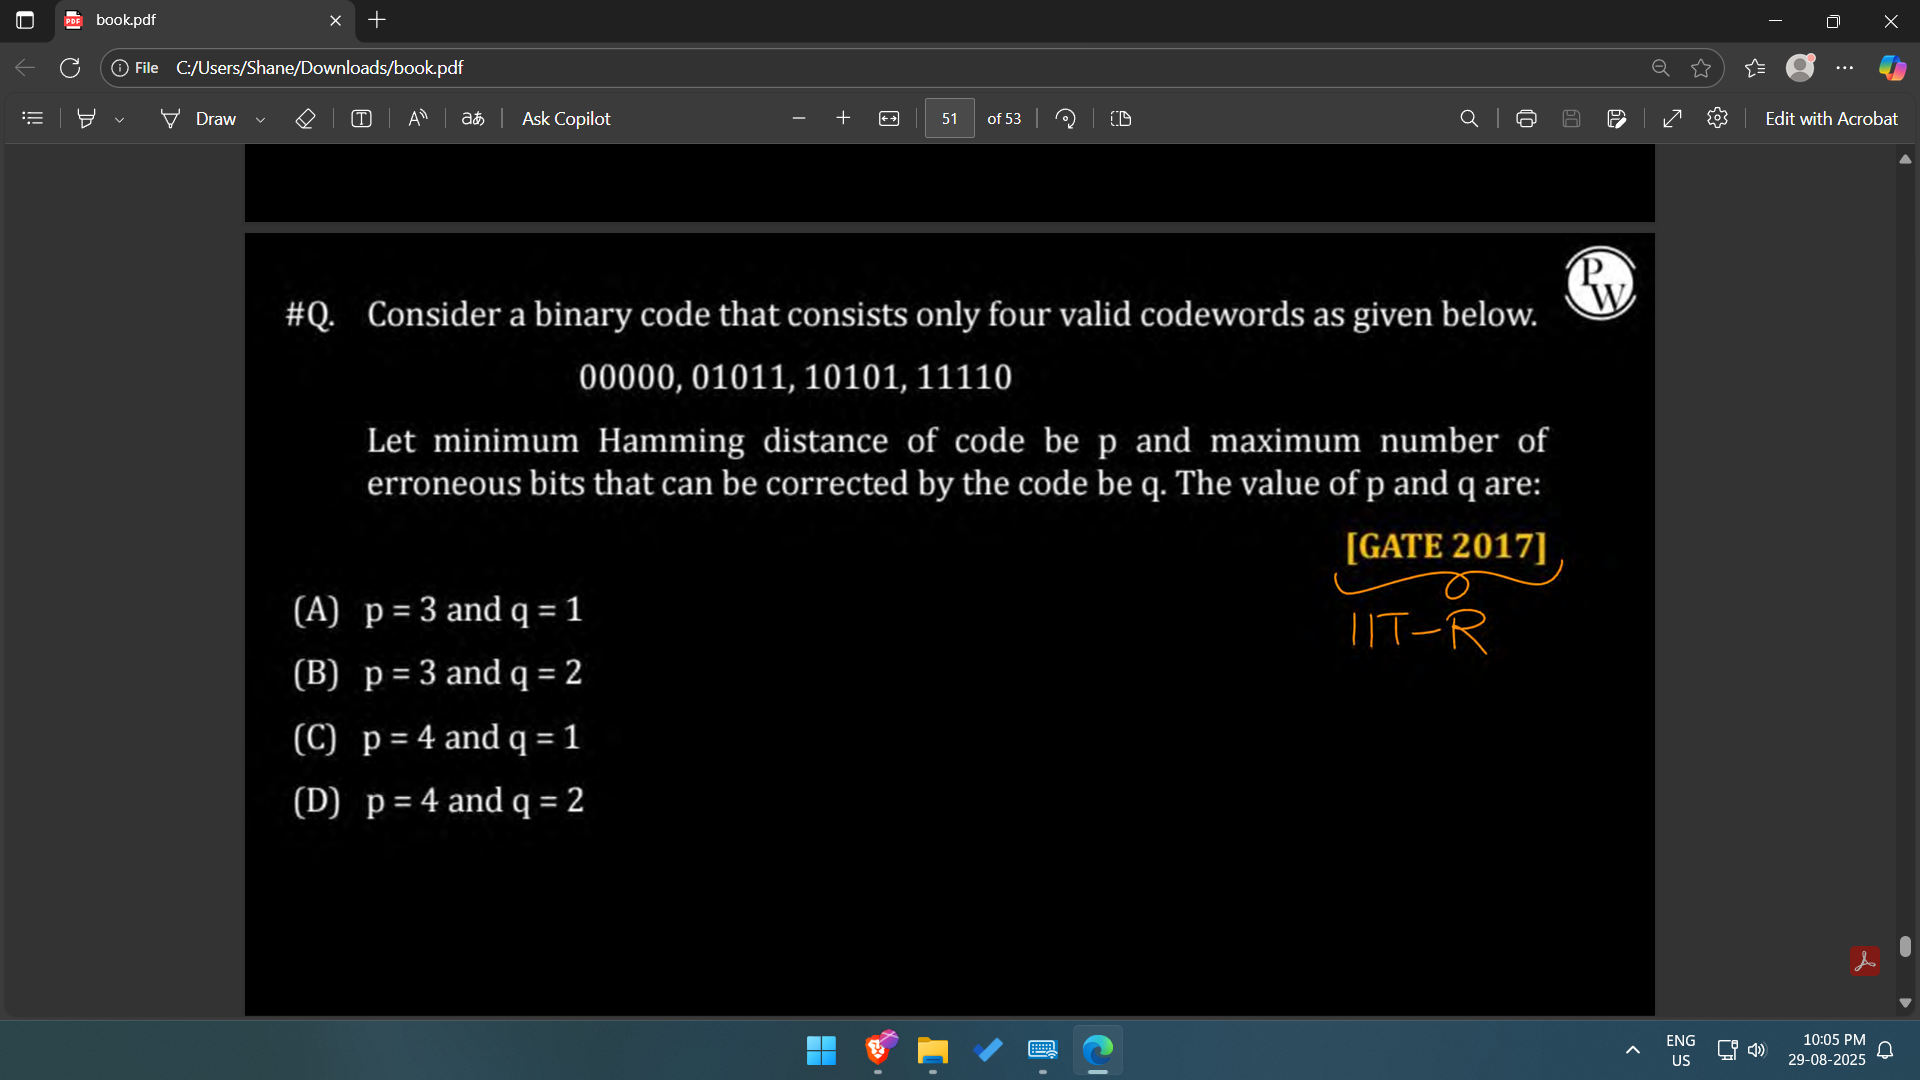 book.pdf
File C:/Users/Shane/Downloads/book.pdf
Draw
aあ
Ask Copilot
51 of 53
Edit with Acrobat
PW
#Q. Consider a binary code that consists only four valid codewords as given below.
00000, 01011, 10101, 11110
Let minimum Hamming distance of code be p and maximum number of
erroneous bits that can be corrected by the code be q. The value of p and q are:
[GATE 2017]
IIT-R
(A) p = 3 and q = 1
(B) p = 3 and q = 2
(C) p = 4 and q = 1
(D) p = 4 and q = 2
ENG
US
10:05 PM
29-08-2025